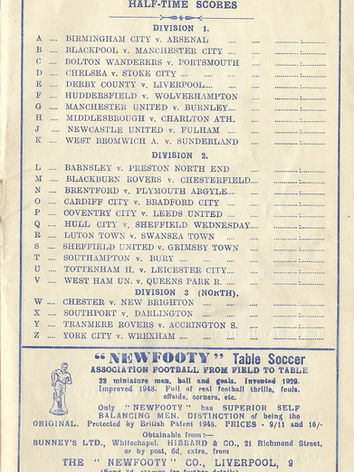 HALF-TIME SCORES
DIVISION 1.
A .... BIRMINGHAM CITY v. ARSENAL
B .... BLACKPOOL v. MANCHESTER CITY
C .... BOLTON WANDERERS v. PORTSMOUTH
D .... CHELSEA v. STOKE CITY
E .... DERBY COUNTY v. LIVERPOOL...
F .... HUDDERSFIELD v. WOLVERHAMPTON
G .... MANCHESTER UNITED v. BURNLEY...
H .... MIDDLESBROUGH v. CHARLTON ATH.
J .... NEWCASTLE UNITED v. FULHAM
K .... WEST BROMWICH A. v. SUNDERLAND
DIVISION 2.
L .... BARNSLEY v. PRESTON NORTH END
M .... BLACKBURN ROVERS v. CHESTERFIELD...
N .... BRENTFORD v. PLYMOUTH ARGYLE...
O .... CARDIFF CITY v. BRADFORD CITY
P .... COVENTRY CITY v. LEEDS UNITED
Q .... HULL CITY v. SHEFFIELD WEDNESDAY
R .... LUTON TOWN v. SWANSEA TOWN
S .... SHEFFIELD UNITED v. GRIMSBY TOWN
T .... SOUTHAMPTON v. BURY
U .... TOTTENHAM H. v. LEICESTER CITY
V .... WEST HAM UN. v. QUEENS PARK R.
DIVISION 3 (NORTH).
W .... CHESTER v. NEW BRIGHTON
X .... SOUTHPORT v. DARLINGTON
Y .... TRANMERE ROVERS v. ACCRINGTON S.
Z .... YORK CITY v. WREXHAM
"NEWFOOTY" Table Soccer
ASSOCIATION FOOTBALL FROM FIELD TO TABLE
22 miniature men, ball and goals. Invented 1929.
Improved 1948. Full of real football thrills, fouls,
offside, corners, etc.
Only "NEWFOOTY" has SUPERIOR SELF
BALANCING MEN. DISTINCTION of being the
ORIGINAL. Protected by British Patent 1948. PRICES - 9/11 and 16/-
Obtainable from:—
BUNNEY'S LTD., Whitechapel. HIBBARD & CO., 21 Richmond Street,
or by post, 6d. extra, from
THE "NEWFOOTY" CO., LIVERPOOL, 9
(Send 3d. stamps for further details)